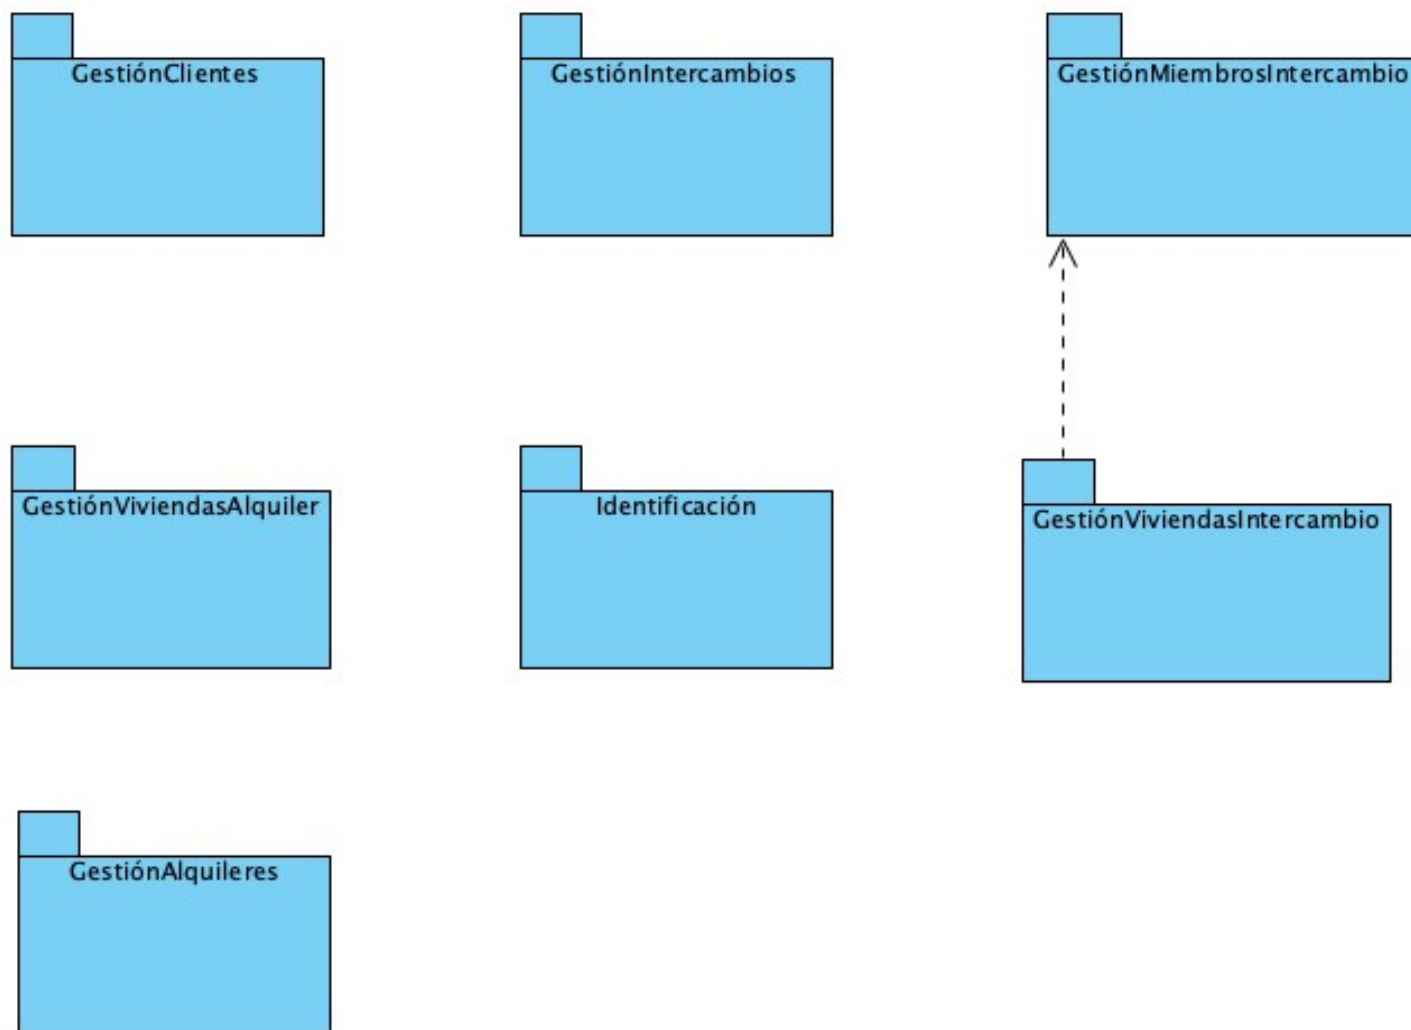 GestiónClientes
GestiónIntercambios
GestiónMiembrosIntercambio
GestiónViviendasAlquiler
Identificación
GestiónViviendasIntercambio
GestiónAlquileres